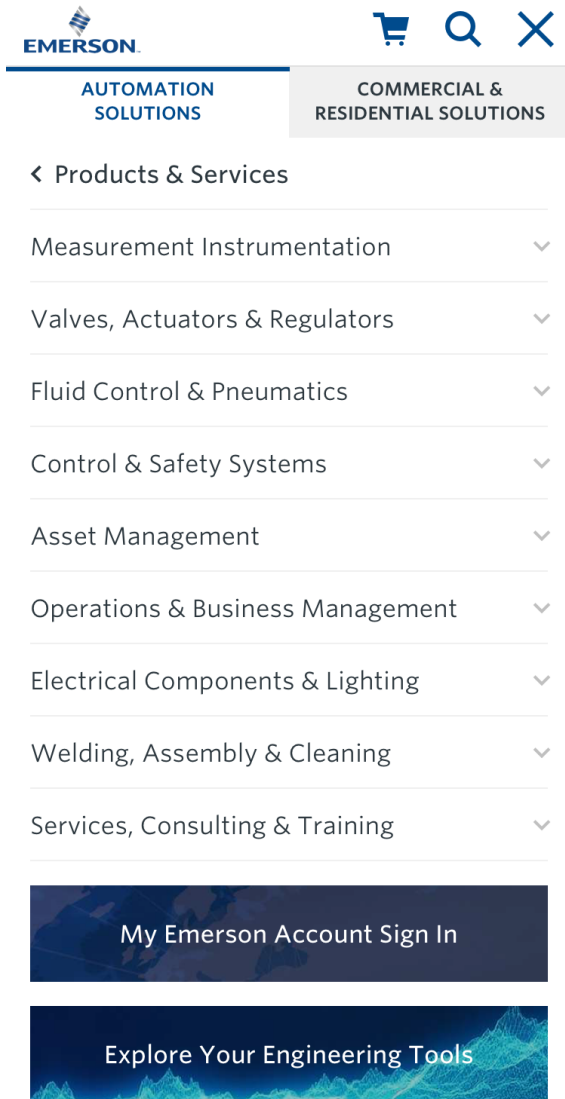 EMERSON
AUTOMATION
SOLUTIONS
COMMERCIAL &
RESIDENTIAL SOLUTIONS
Products & Services
Measurement Instrumentation
Valves, Actuators & Regulators
Fluid Control & Pneumatics
Control & Safety Systems
Asset Management
Operations & Business Management
Electrical Components & Lighting
Welding, Assembly & Cleaning
Services, Consulting & Training
My Emerson Account Sign In
Explore Your Engineering Tools